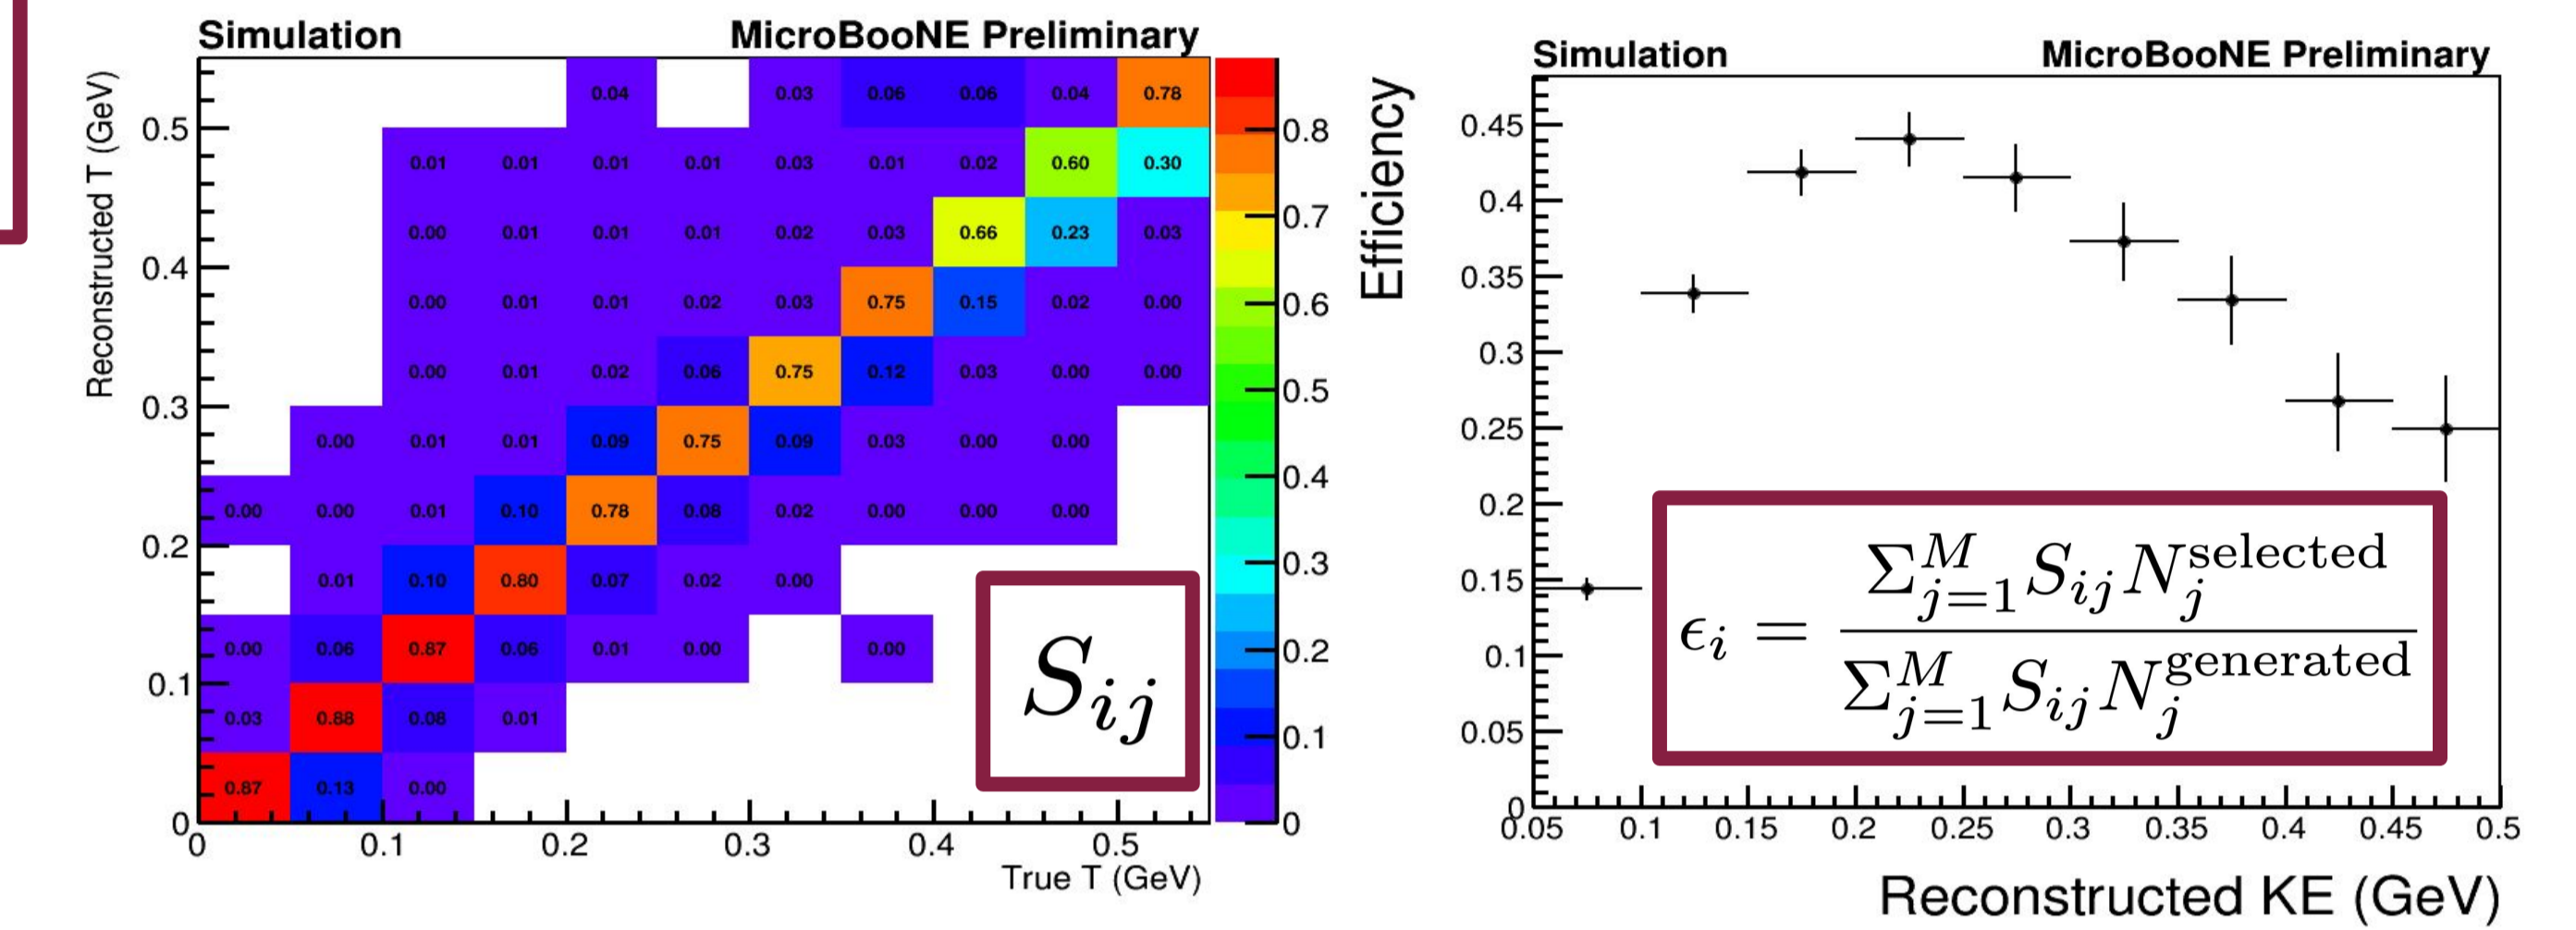 Simulation MicroBooNE Preliminary
Reconstructed T (GeV)
0.5
0.4
0.3
0.2
0.1
0
0.04 0.03 0.06 0.06 0.04 0.78
0.01 0.01 0.01 0.01 0.03 0.01 0.02 0.60 0.30
0.00 0.01 0.01 0.01 0.02 0.03 0.66 0.23 0.03
0.00 0.01 0.01 0.02 0.03 0.75 0.15 0.02 0.00
0.00 0.01 0.02 0.06 0.75 0.12 0.03 0.00 0.00
0.00 0.01 0.01 0.09 0.75 0.09 0.03 0.00 0.00
0.00 0.00 0.01 0.10 0.78 0.08 0.02 0.00 0.00 0.00
0.01 0.10 0.80 0.07 0.02 0.00
0.00 0.06 0.87 0.06 0.01 0.00 0.00
0.03 0.88 0.08 0.01
0.87 0.13 0.00
S_{ij}
0 0.1 0.2 0.3 0.4 0.5
True T (GeV)
0.8
0.7
0.6
0.5
0.4
0.3
0.2
0.1
0
Simulation MicroBooNE Preliminary
Efficiency
0.45
0.4
0.35
0.3
0.25
0.2
0.15
0.1
0.05
0
ϵ_i = \frac{Σ_{j=1}^{M} S_{ij} N_j^{selected}}{Σ_{j=1}^{M} S_{ij} N_j^{generated}}
0.05 0.1 0.15 0.2 0.25 0.3 0.35 0.4 0.45 0.5
Reconstructed KE (GeV)